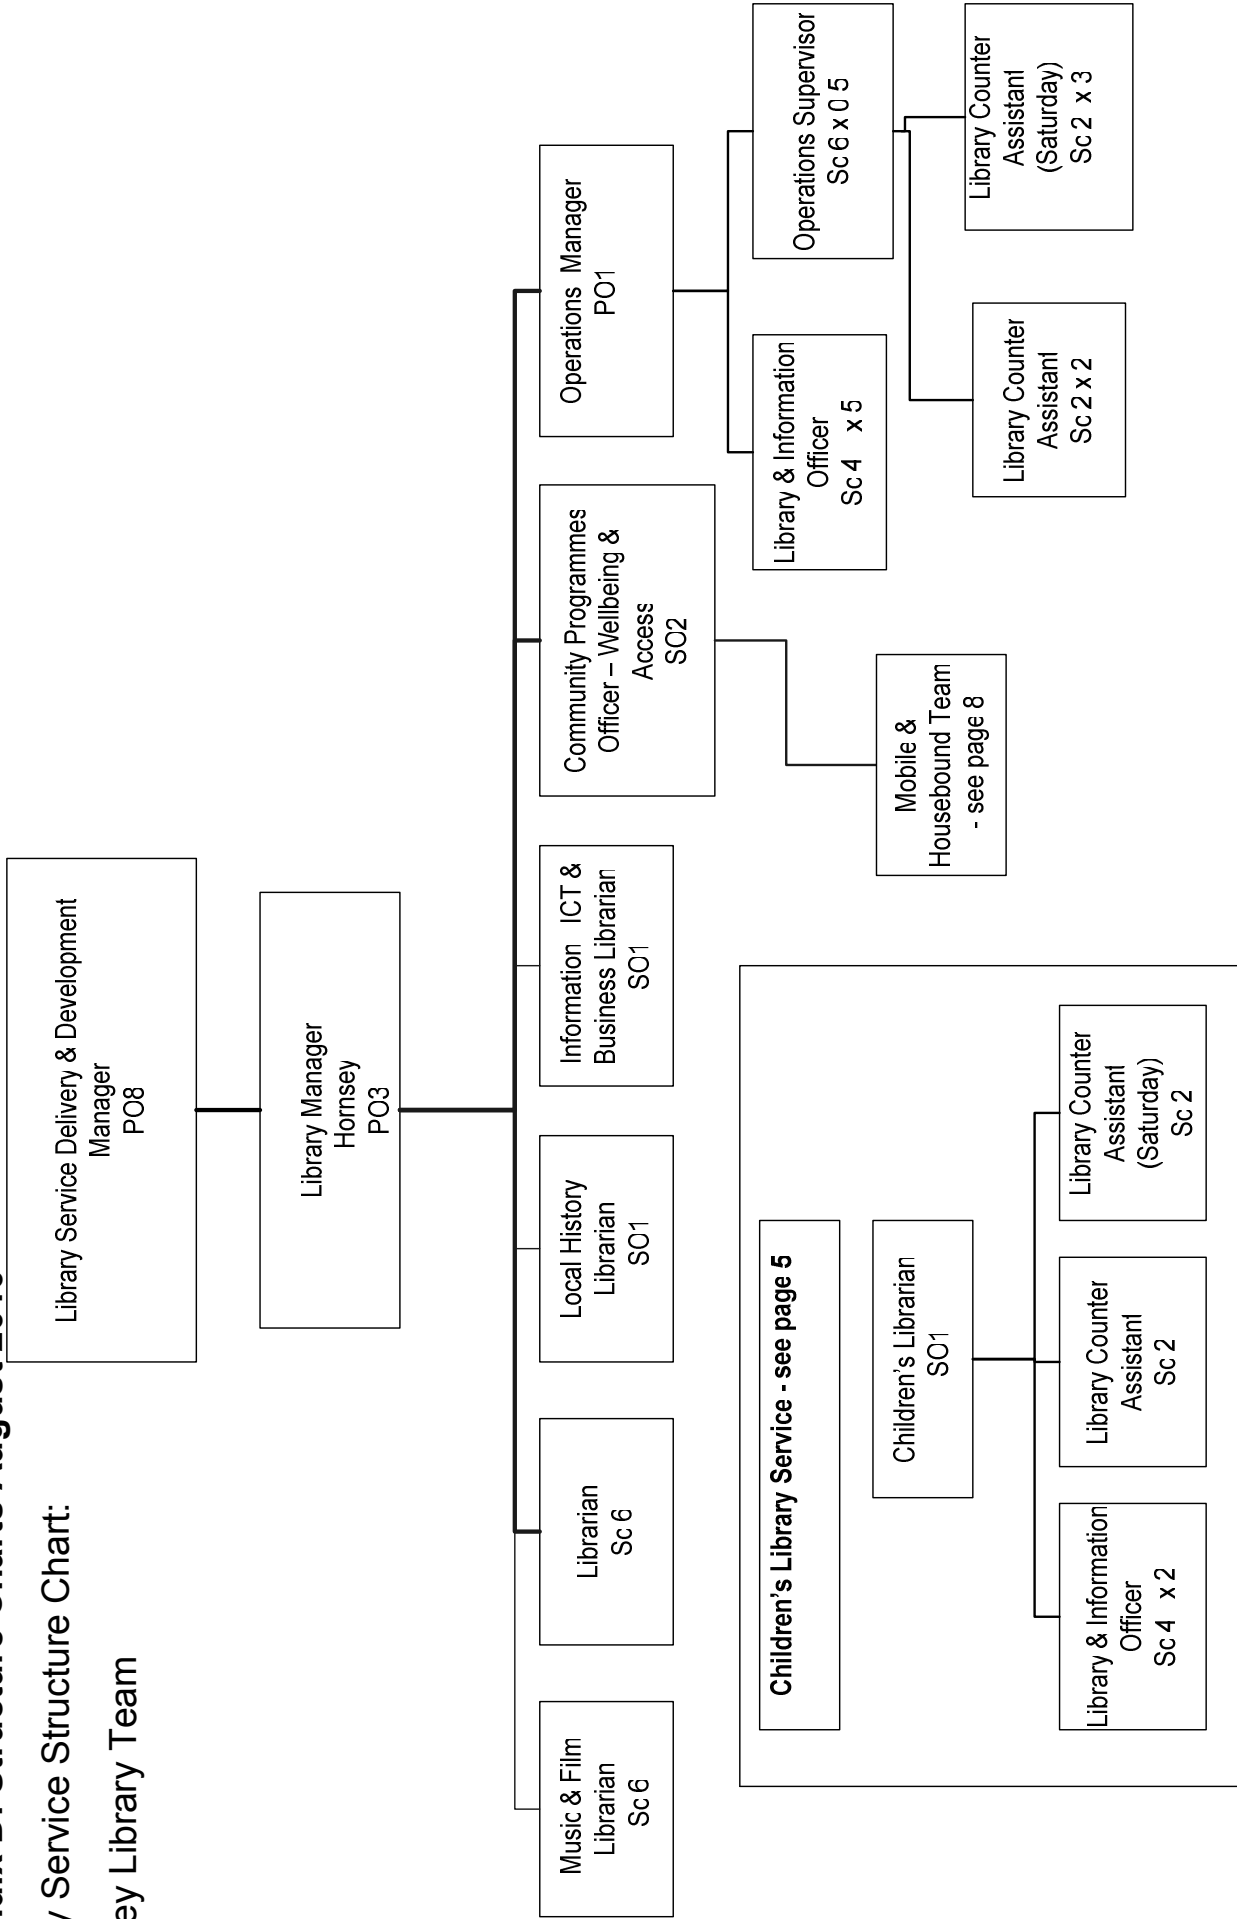 Structure Charts August
Service Structure Chart:
Library Team
Library Service Delivery & Development
Manager
PO8
Library Manager
Hornsey
PO3
Music & Film
Librarian
Sc 6
Librarian
Sc 6
Local History
Librarian
SO1
Information ICT &
Business Librarian
SO1
Community Programmes
Officer – Wellbeing &
Access
SO2
Operations Manager
PO1
Library & Information
Officer
Sc 4 x 5
Operations Supervisor
Sc 6 x 0 5
Mobile &
Housebound Team
- see page 8
Library Counter
Assistant
Sc 2 x 2
Library Counter
Assistant
(Saturday)
Sc 2 x 3
Children's Library Service - see page 5
Children's Librarian
SO1
Library & Information
Officer
Sc 4 x 2
Library Counter
Assistant
Sc 2
Library Counter
Assistant
(Saturday)
Sc 2